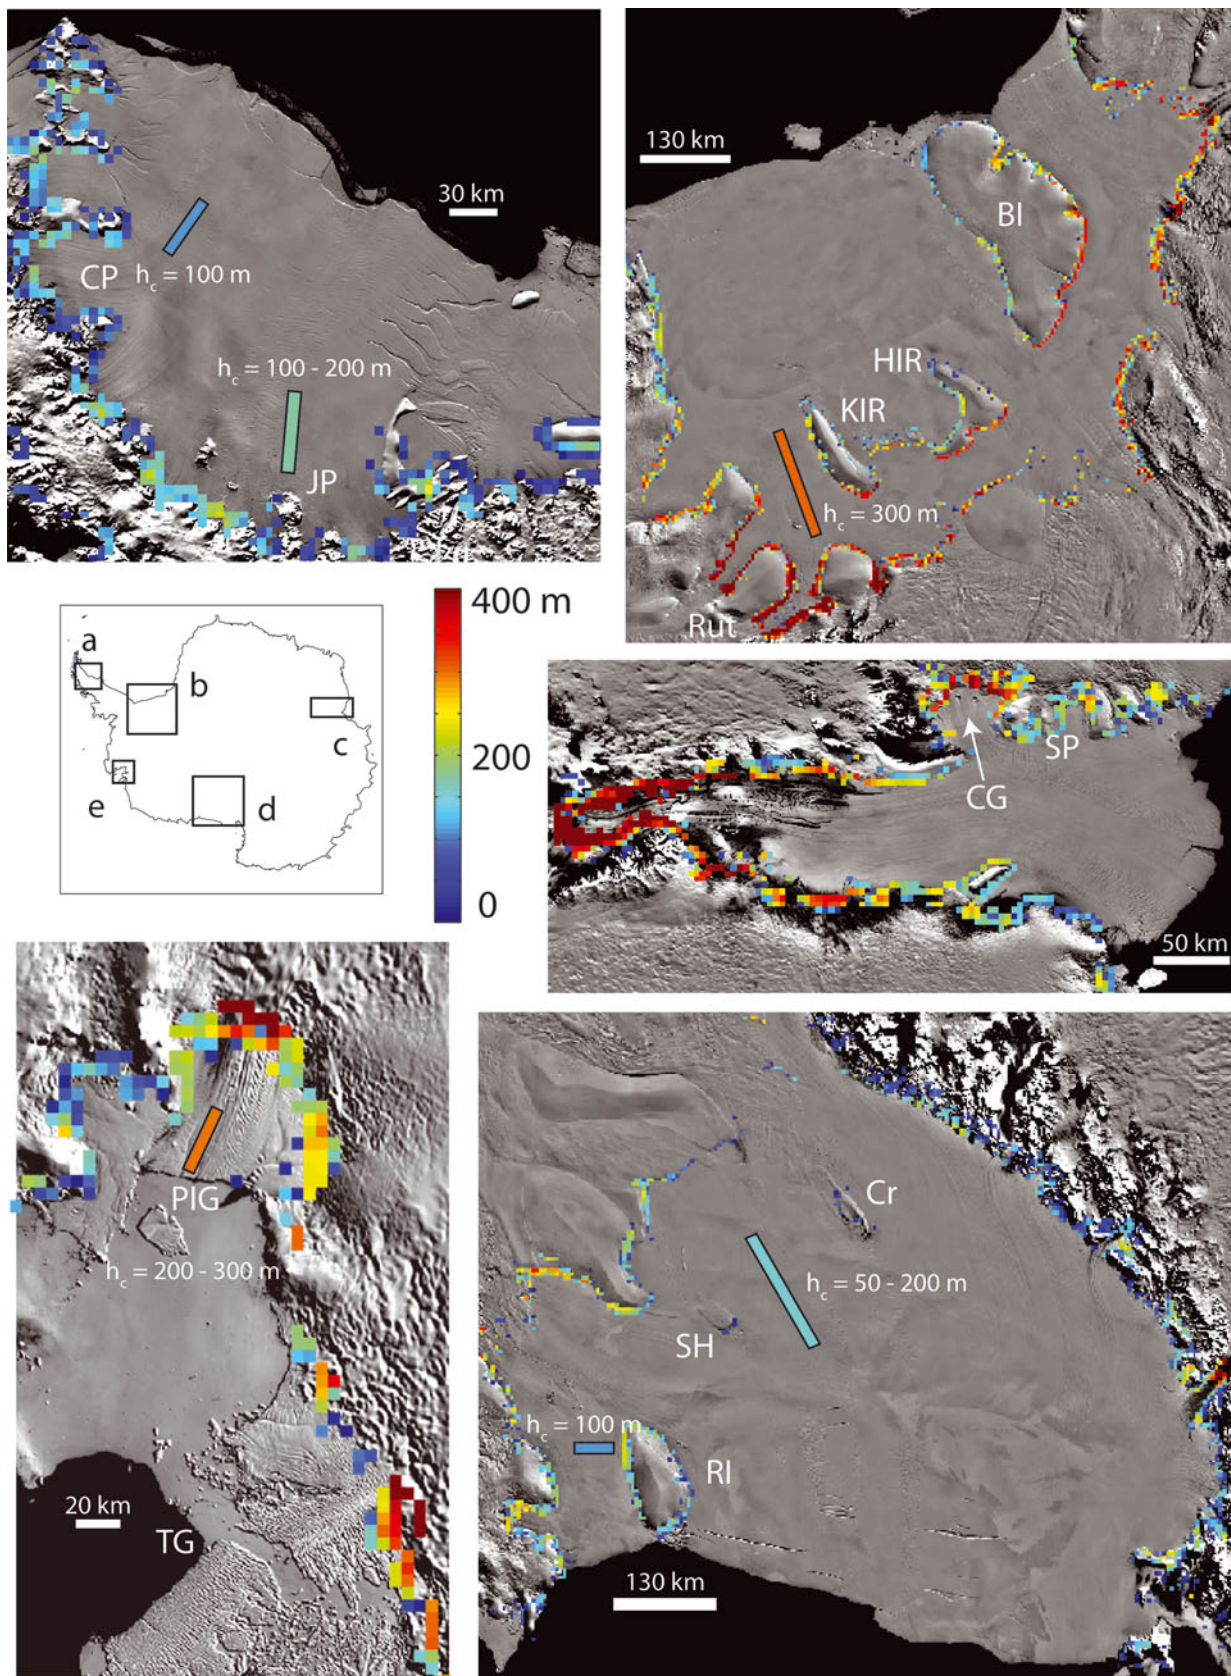 30 km
CP
h_c = 100 m
h_c = 100 - 200 m
JP
130 km
BI
HIR
KIR
h_c = 300 m
Rut
a
b
c
d
e
400 m
200
0
SP
CG
50 km
PIG
h_c = 200 - 300 m
20 km
TG
Cr
h_c = 50 - 200 m
SH
h_c = 100 m
RI
130 km